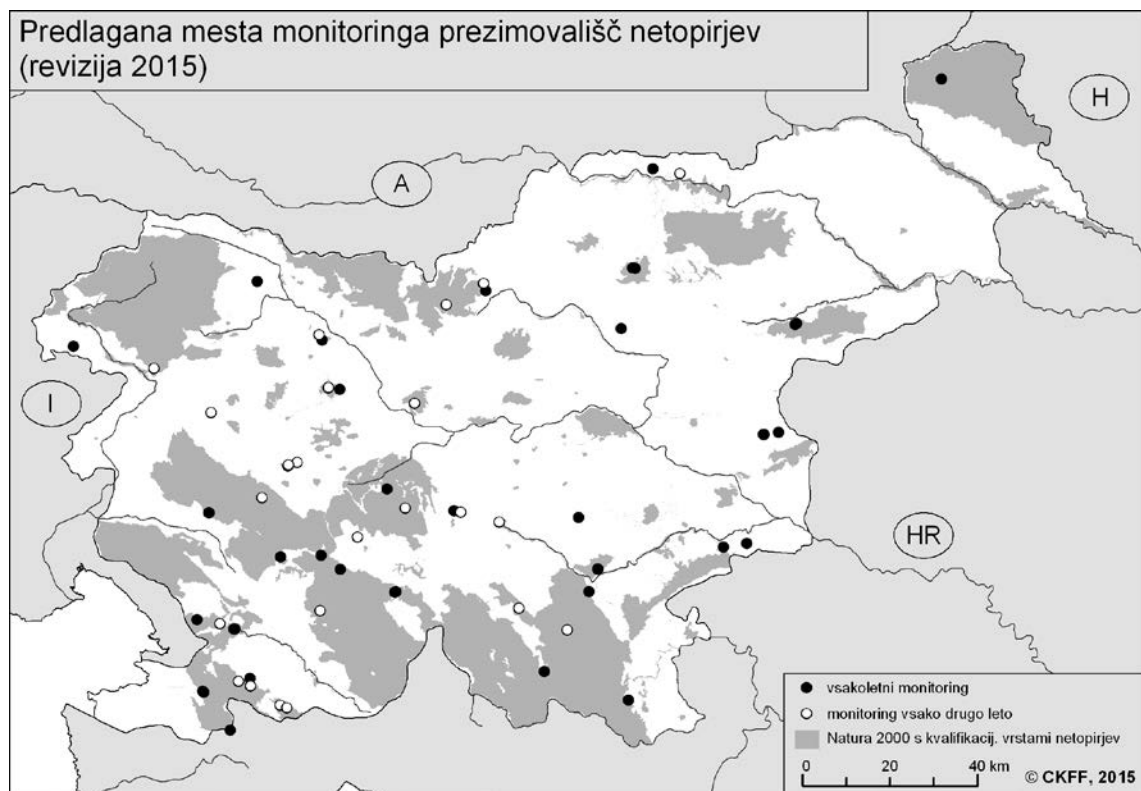 Predlagana mesta monitoringa prezimovališč netopirjev
(revizija 2015)
H
A
I
HR
vsakoletni monitoring
monitoring vsako drugo leto
Natura 2000 s kvalifikacij. vrstami netopirjev
0 20 40 km
© CKFF, 2015